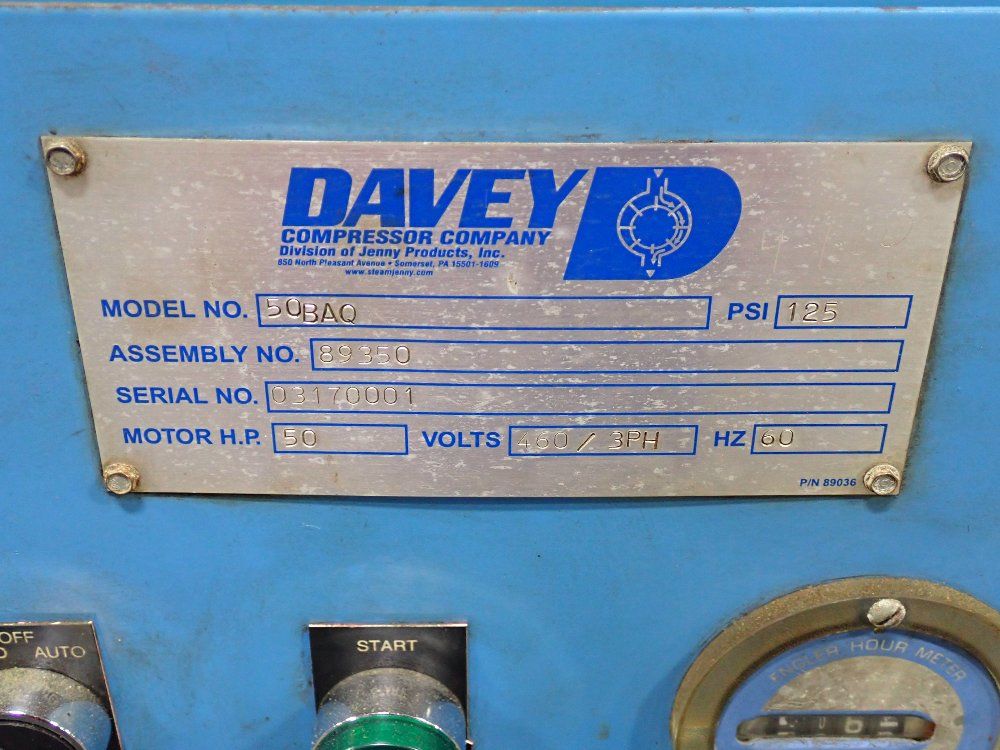 DAVEY
COMPRESSOR COMPANY
Division of Jenny Products, Inc.
850 North Pleasant Avenue • Somerset, PA 15501-1609
www.steamjenny.com
MODEL NO. 50BAQ PSI 125
ASSEMBLY NO. 89350
SERIAL NO. 03170001
MOTOR H.P. 50 VOLTS 460 / 3PH HZ 60
P/N 89036
OFF
AUTO
START
ENGLER HOUR METER